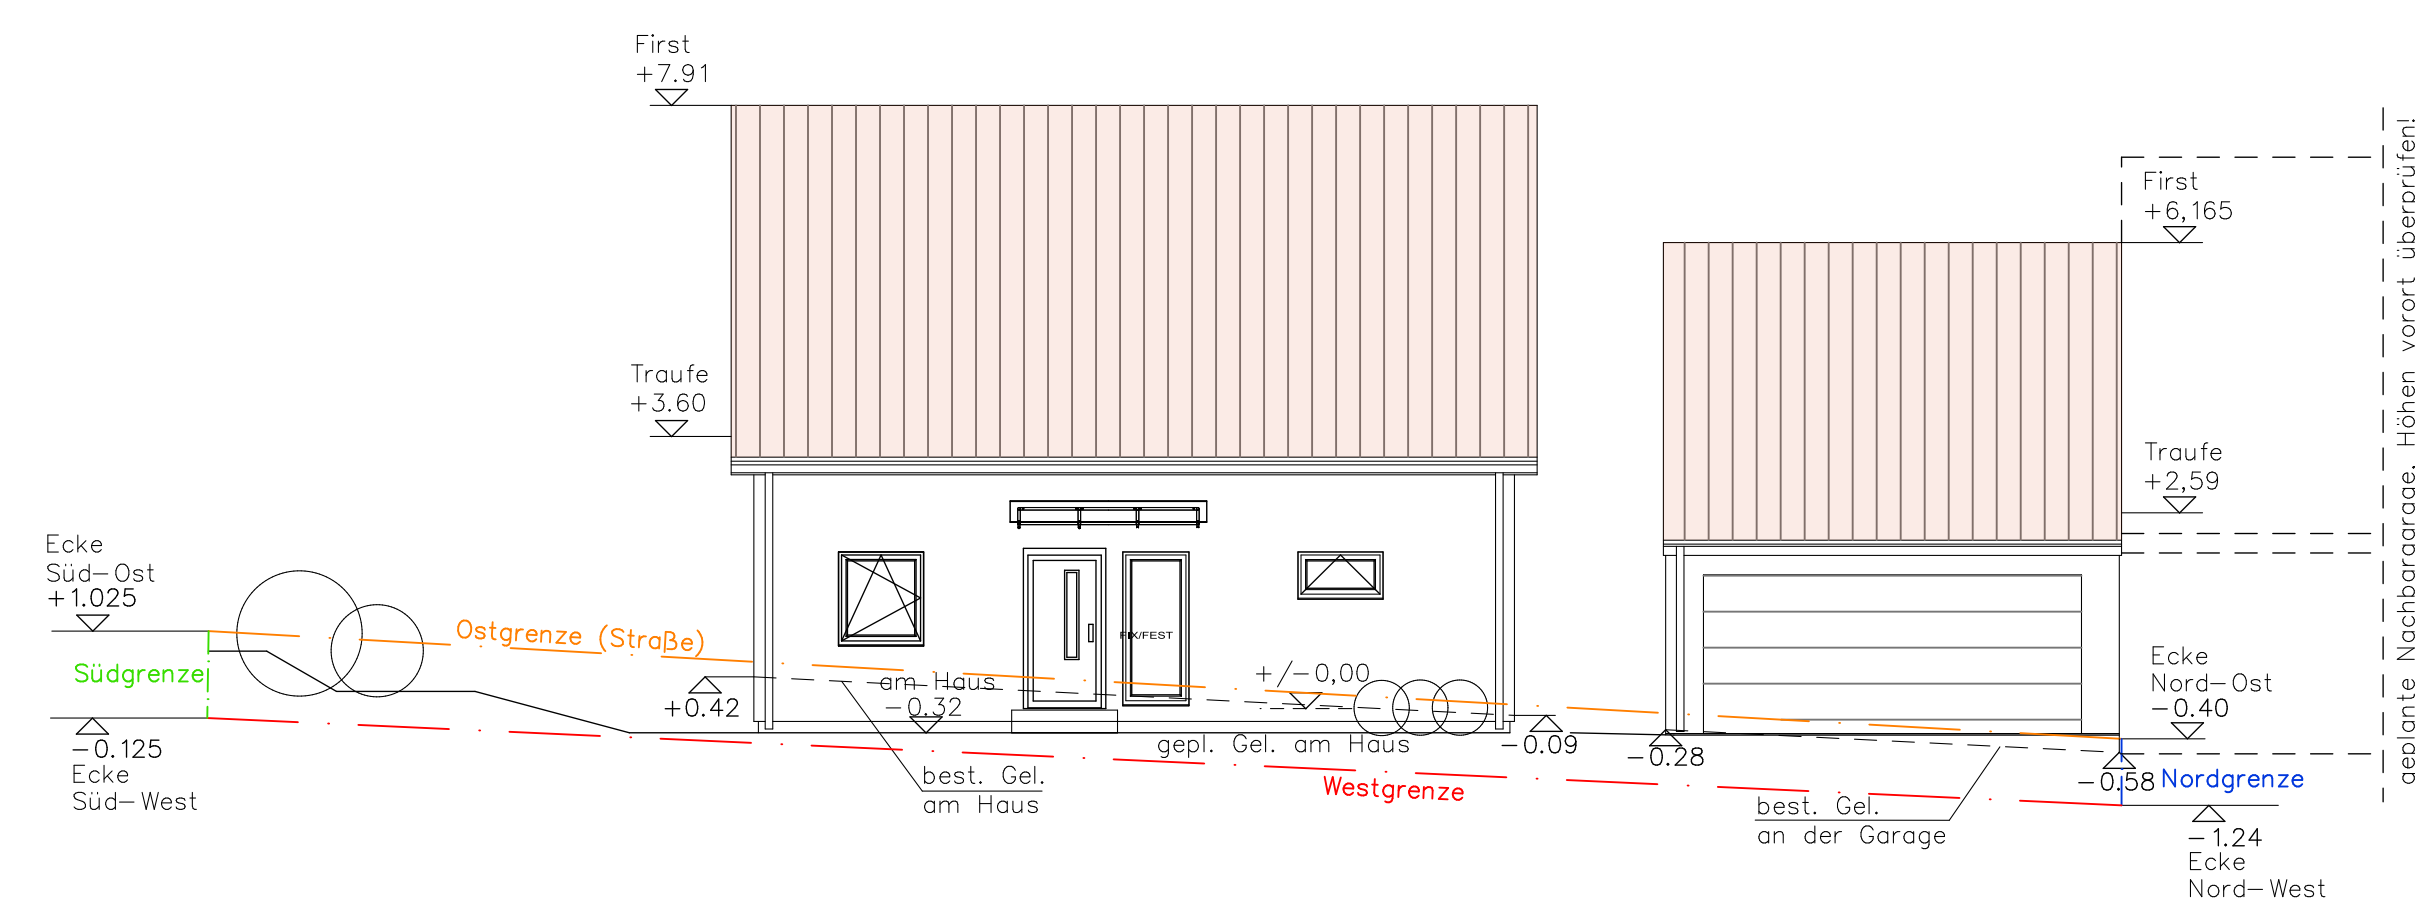 First
+7.91
Traufe
+3.60
First
+6,165
Traufe
+2,59
Ecke
Süd-Ost
+1.025
Südgrenze
-0.125
Ecke
Süd-West
Ostgrenze (Straße)
+0.42
am Haus
-0.32
FIX/FEST
+/-0,00
gepl. Gel. am Haus
best. Gel.
am Haus
Westgrenze
-0.09
-0.28
best. Gel.
an der Garage
Ecke
Nord-Ost
-0.40
-0.58
Nordgrenze
-1.24
Ecke
Nord-West
geplante Nachbargarage, Höhen vorort überprüfen!